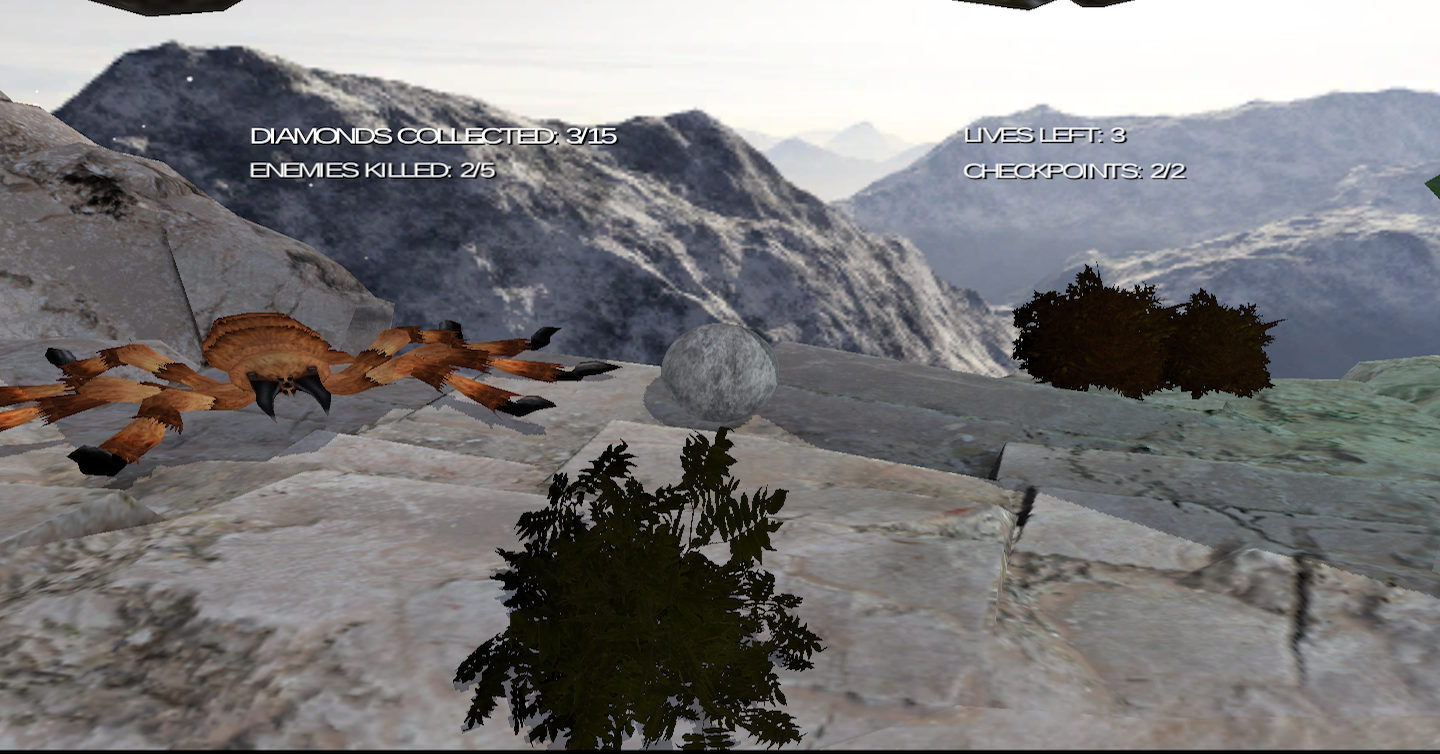 DIAMONDS COLLECTED: 3/15
ENEMIES KILLED: 2/5
LIVES LEFT: 3
CHECKPOINTS: 2/2